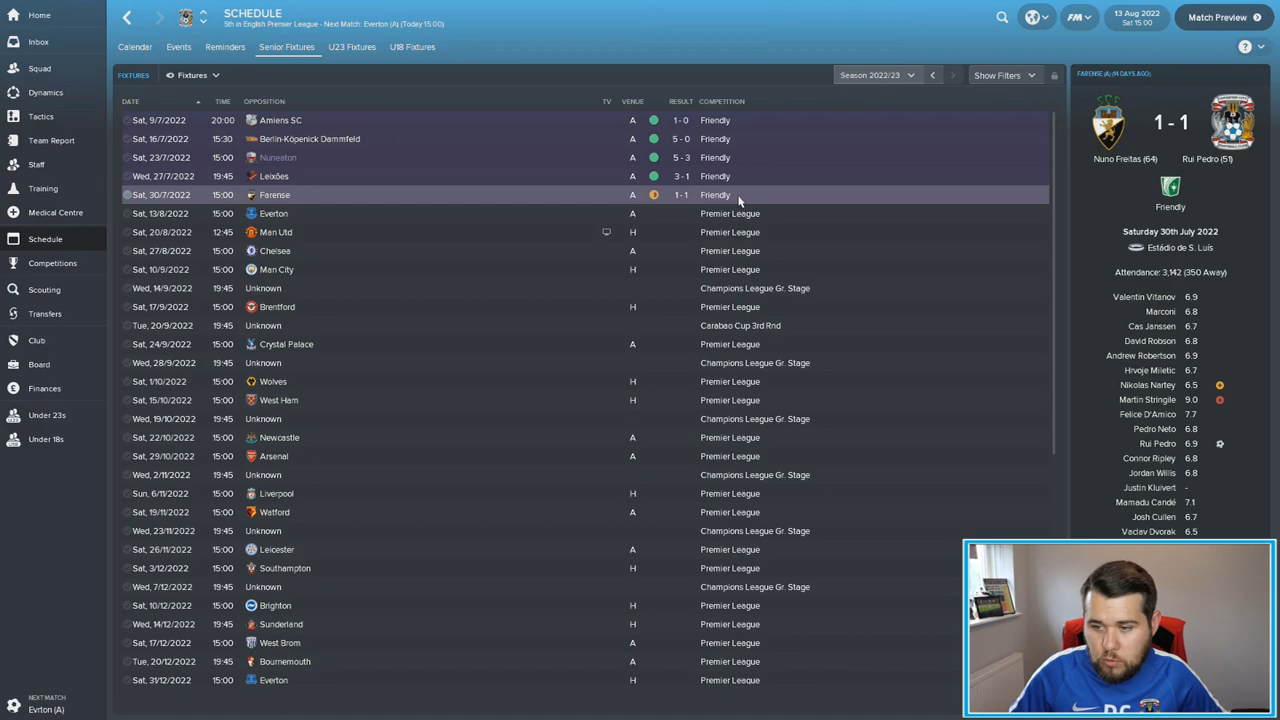 Home
Inbox
Squad
Dynamics
Tactics
Team Report
Staff
Training
Medical Centre
Schedule
Competitions
Scouting
Transfers
Club
Board
Finances
Under 23s
Under 18s
NEXT MATCH
Evrton (A)
SCHEDULE
5th in English Premier League - Next Match: Everton (A) (Today 15:00)
FM
13 Aug 2022
Sat 15:00
Match Preview
Calendar Events Reminders Senior Fixtures U23 Fixtures U18 Fixtures
?
FIXTURES Fixtures Season 2022/23 Show Filters
DATE TIME OPPOSITION TV VENUE RESULT COMPETITION
Sat, 9/7/2022 20:00 Amiens SC A 1 - 0 Friendly
Sat, 16/7/2022 15:30 Berlin-Köpenick Dammfeld A 5 - 0 Friendly
Sat, 23/7/2022 15:00 Nuneaton A 5 - 3 Friendly
Wed, 27/7/2022 19:45 Leixões A 3 - 1 Friendly
Sat, 30/7/2022 15:00 Farense A 1 - 1 Friendly
Sat, 13/8/2022 15:00 Everton A Premier League
Sat, 20/8/2022 12:45 Man Utd H Premier League
Sat, 27/8/2022 15:00 Chelsea A Premier League
Sat, 10/9/2022 15:00 Man City H Premier League
Wed, 14/9/2022 19:45 Unknown Champions League Gr. Stage
Sat, 17/9/2022 15:00 Brentford H Premier League
Tue, 20/9/2022 19:45 Unknown Carabao Cup 3rd Rnd
Sat, 24/9/2022 15:00 Crystal Palace A Premier League
Wed, 28/9/2022 19:45 Unknown Champions League Gr. Stage
Sat, 1/10/2022 15:00 Wolves H Premier League
Sat, 15/10/2022 15:00 West Ham H Premier League
Wed, 19/10/2022 19:45 Unknown Champions League Gr. Stage
Sat, 22/10/2022 15:00 Newcastle A Premier League
Sat, 29/10/2022 15:00 Arsenal A Premier League
Wed, 2/11/2022 19:45 Unknown Champions League Gr. Stage
Sun, 6/11/2022 15:00 Liverpool H Premier League
Sat, 19/11/2022 15:00 Watford A Premier League
Wed, 23/11/2022 19:45 Unknown Champions League Gr. Stage
Sat, 26/11/2022 15:00 Leicester A Premier League
Sat, 3/12/2022 15:00 Southampton H Premier League
Wed, 7/12/2022 19:45 Unknown Champions League Gr. Stage
Sat, 10/12/2022 15:00 Brighton H Premier League
Wed, 14/12/2022 19:45 Sunderland H Premier League
Sat, 17/12/2022 15:00 West Brom A Premier League
Tue, 20/12/2022 19:45 Bournemouth A Premier League
Sat, 31/12/2022 15:00 Everton H Premier League
FARENSE (A) (14 DAYS AGO)
1 - 1
Nuno Freitas (64) Rui Pedro (51)
Friendly
Saturday 30th July 2022
Estádio de S. Luís
Attendance: 3,142 (350 Away)
Valentin Vitanov 6.9
Marconi 6.8
Cas Janssen 6.7
David Robson 6.8
Andrew Robertson 6.9
Hrvoje Miletic 6.7
Nikolas Nartey 6.5
Martin Stringile 9.0
Felice D'Amico 7.7
Pedro Neto 6.8
Rui Pedro 6.9
Connor Ripley 6.8
Jordan Willis 6.8
Justin Kluivert -
Mamadu Candé 7.1
Josh Cullen 6.7
Vaclav Dvorak 6.5